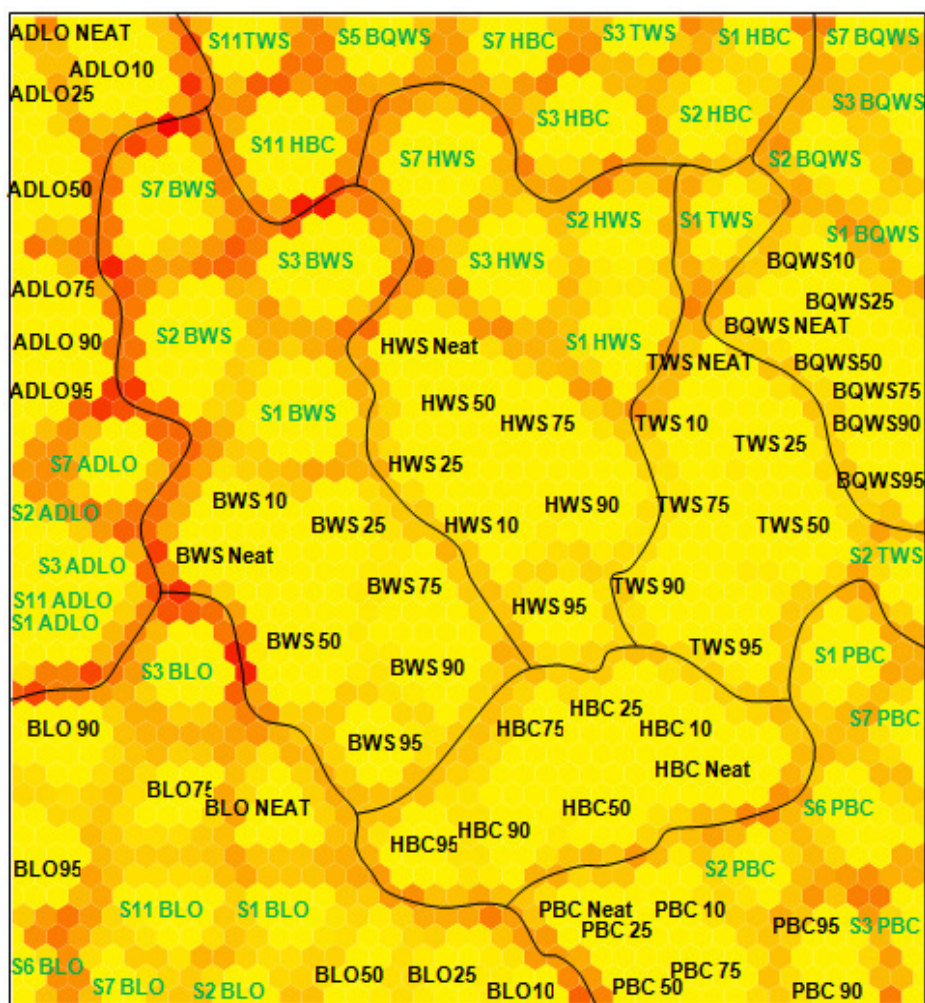 ADLO NEAT
S11TWS
S5 BQWS
S7 HBC
S3 TWS
S1 HBC
S7 BQWS
ADLO10
ADLO25
S3 BQWS
S3 HBC
S2 HBC
S11 HBC
S7 HWS
S2 BQWS
ADLO50
S7 BWS
S2 HWS
S1 TWS
S1 BQWS
S3 BWS
S3 HWS
BQWS10
ADLO75
BQWS25
BQWS NEAT
S2 BWS
ADLO 90
HWS Neat
S1 HWS
TWS NEAT
BQWS50
ADLO95
BQWS75
HWS 50
S1 BWS
HWS 75
TWS 10
BQWS90
TWS 25
S7 ADLO
HWS 25
BQWS95
BWS 10
HWS 90
TWS 75
S2 ADLO
BWS 25
HWS 10
TWS 50
BWS Neat
S2 TWS
S3 ADLO
BWS 75
TWS 90
S11 ADLO
HWS 95
S1 ADLO
BWS 50
TWS 95
S1 PBC
S3 BLO
BWS 90
HBC 25
S7 PBC
BLO 90
HBC75
HBC 10
BWS 95
HBC Neat
BLO75
BLO NEAT
HBC50
S6 PBC
HBC 90
HBC95
BLO95
S2 PBC
S11 BLO
S1 BLO
PBC Neat
PBC 10
PBC95
S3 PBC
PBC 25
S6 BLO
BLO50
BLO25
PBC 75
S7 BLO
S2 BLO
BLO10
PBC 50
PBC 90